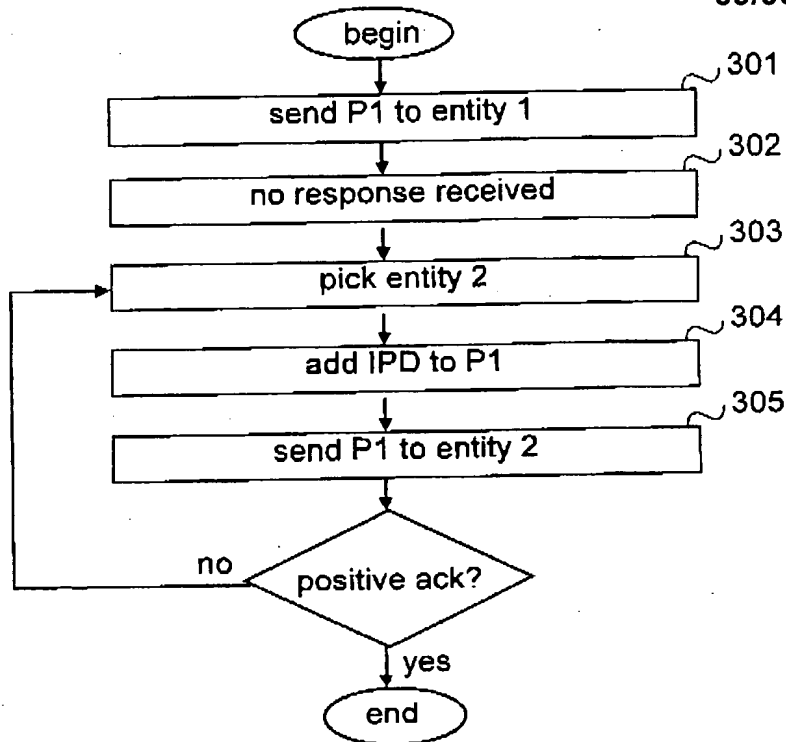 begin
301
send P1 to entity 1
302
no response received
303
pick entity 2
304
add IPD to P1
305
send P1 to entity 2
no
positive ack?
yes
end